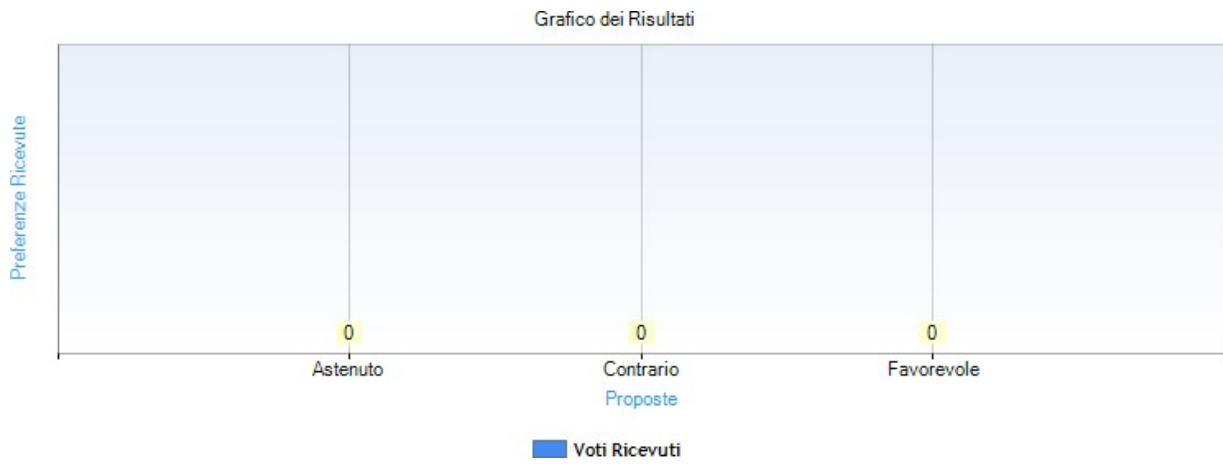 Grafico dei Risultati
Preferenze Ricevute
0 0 0
Astenuto Contrario Favorevole
Proposte
Voti Ricevuti